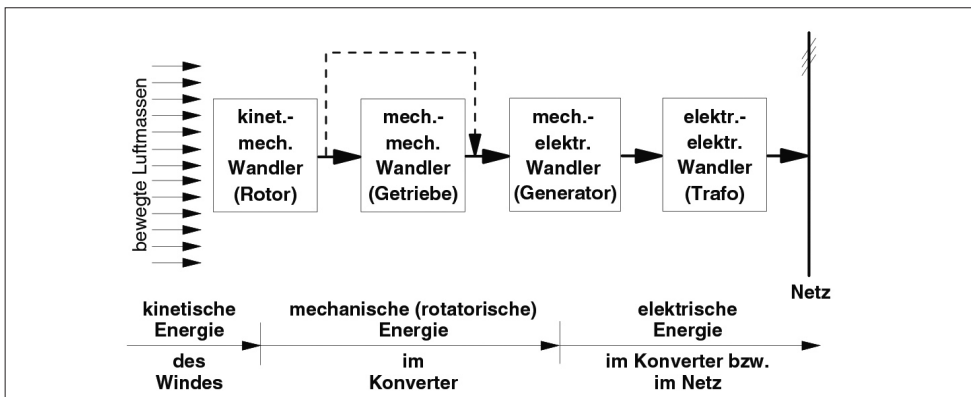 bewegte Luftmassen
kinet.-
mech.
Wandler
(Rotor)
mech.-
mech.
Wandler
(Getriebe)
mech.-
elektr.
Wandler
(Generator)
elektr.-
elektr.
Wandler
(Trafo)
Netz
kinetische
Energie
des
Windes
mechanische (rotatorische)
Energie
im
Konverter
elektrische
Energie
im Konverter bzw.
im Netz